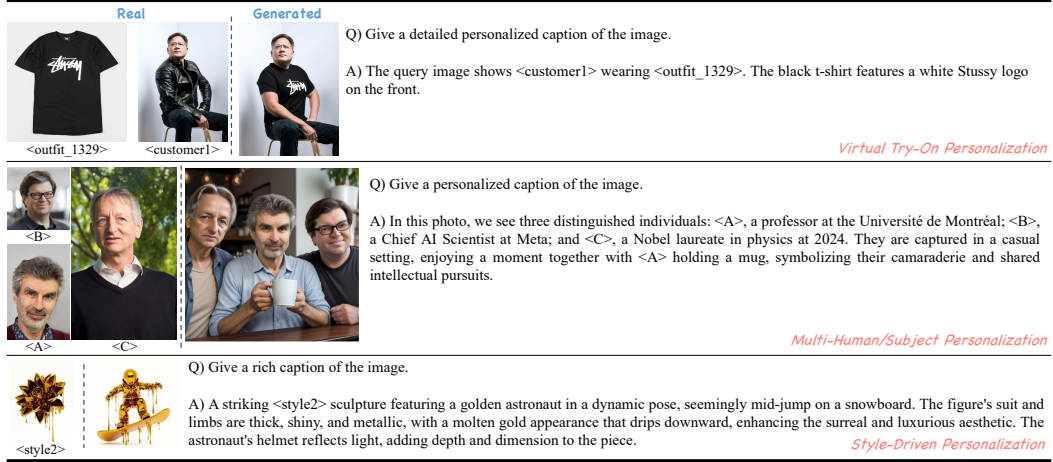 Real
Generated
Stussy
Stussy
<outfit_1329>
<customer1>
Q) Give a detailed personalized caption of the image.
A) The query image shows <customer1> wearing <outfit_1329>. The black t-shirt features a white Stussy logo
on the front.
Virtual Try-On Personalization
<B>
<A>
<C>
Q) Give a personalized caption of the image.
A) In this photo, we see three distinguished individuals: <A>, a professor at the Université de Montréal; <B>,
a Chief AI Scientist at Meta; and <C>, a Nobel laureate in physics at 2024. They are captured in a casual
setting, enjoying a moment together with <A> holding a mug, symbolizing their camaraderie and shared
intellectual pursuits.
Multi-Human/Subject Personalization
<style2>
Q) Give a rich caption of the image.
A) A striking <style2> sculpture featuring a golden astronaut in a dynamic pose, seemingly mid-jump on a snowboard. The figure's suit and
limbs are thick, shiny, and metallic, with a molten gold appearance that drips downward, enhancing the surreal and luxurious aesthetic. The
astronaut's helmet reflects light, adding depth and dimension to the piece.
Style-Driven Personalization